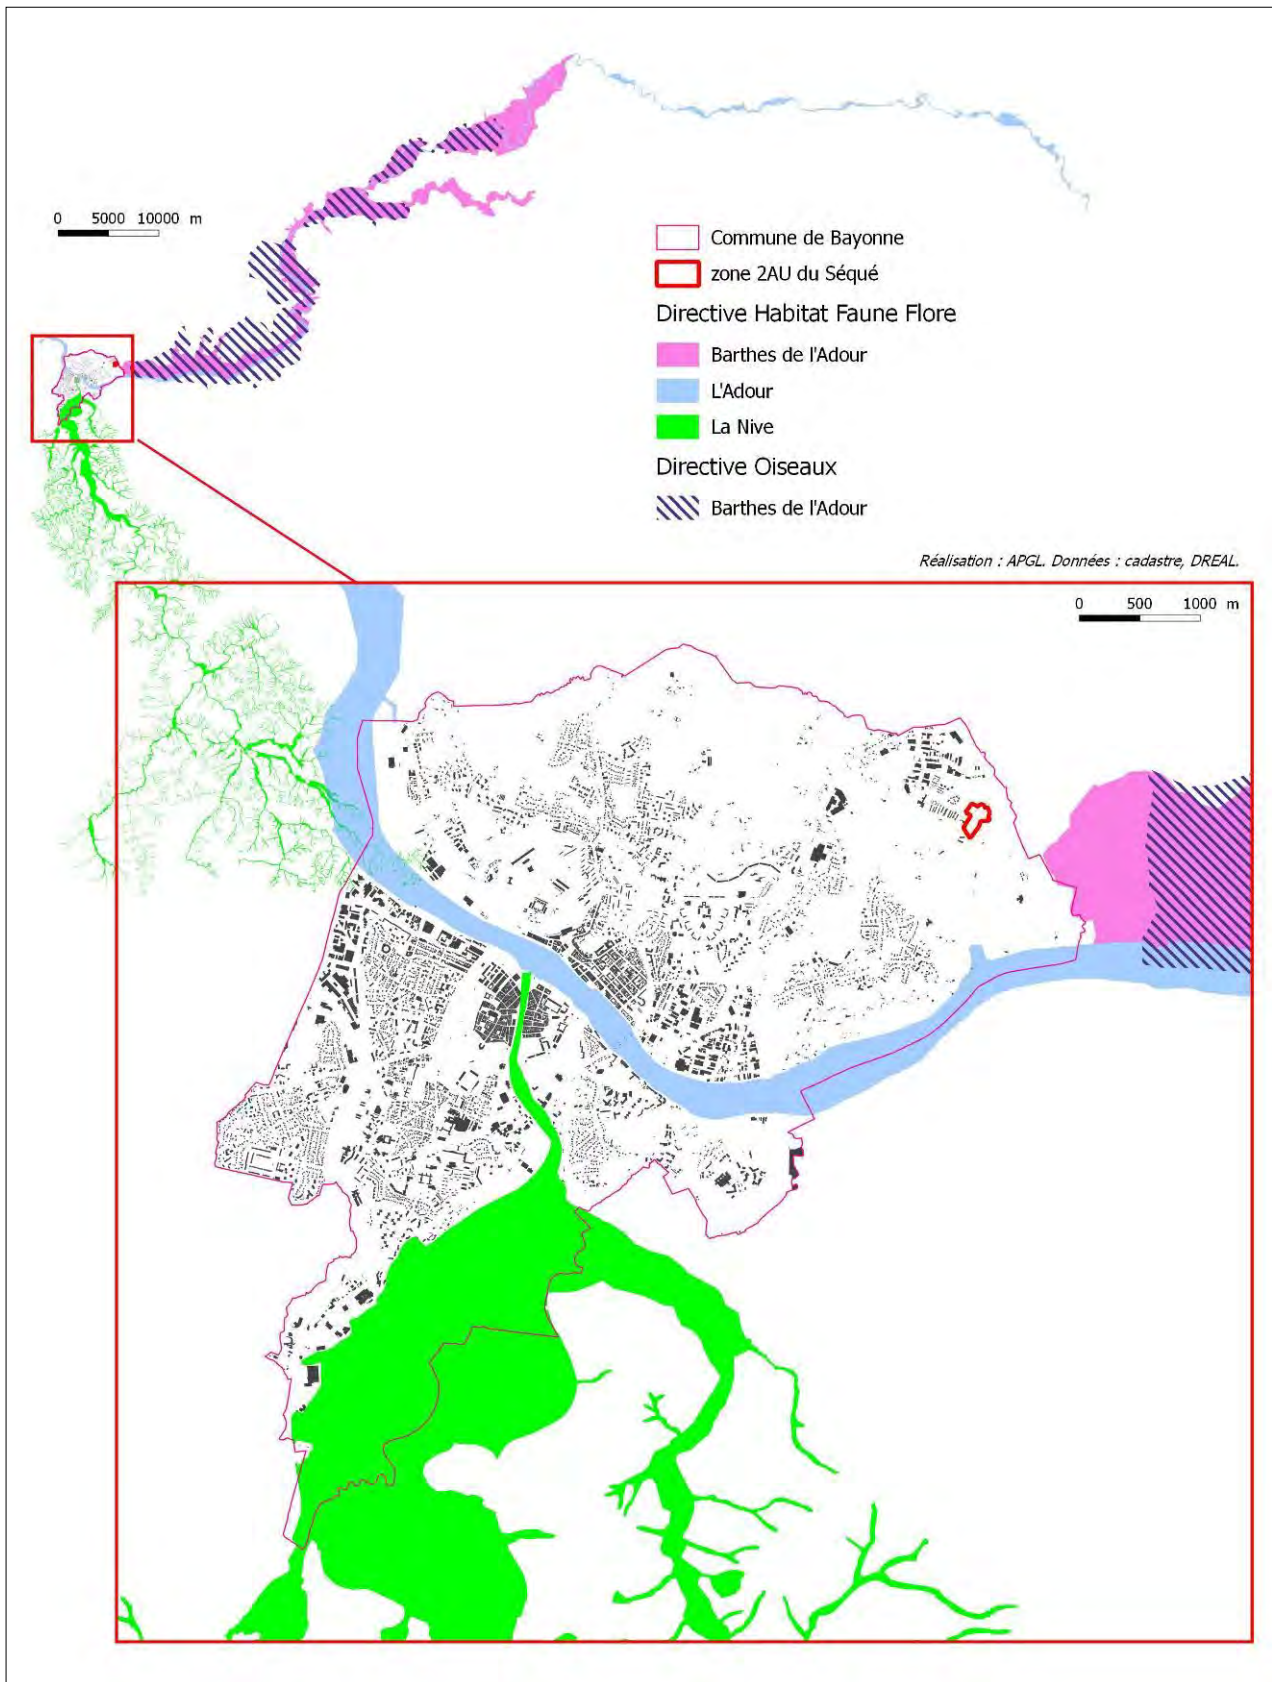 0 5000 10000 m
Commune de Bayonne
zone 2AU du Séqué
Directive Habitat Faune Flore
Barthes de l'Adour
L'Adour
La Nive
Directive Oiseaux
Barthes de l'Adour
Réalisation : APGL. Données : cadastre, DREAL.
0 500 1000 m